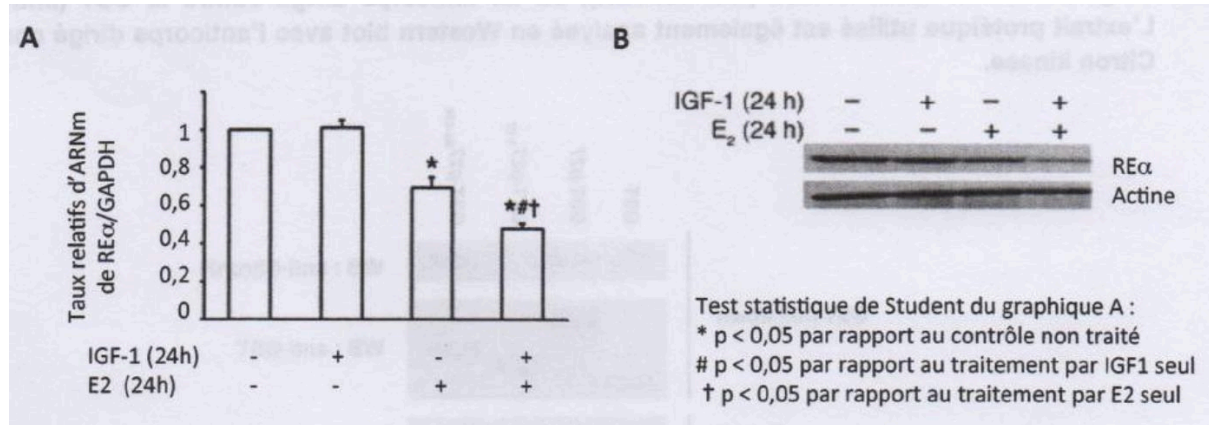 L'extrait protéique utilisé est également analysé en Western blot avec l'anticorps dirigé
Citron kinase.
A
B
Taux relatifs d'ARNm
de REα/GAPDH
1
0,8
0,6
0,4
0,2
0
*
*#†
IGF-1 (24h) - + - +
E2 (24h) - - + +
IGF-1 (24 h) – + – +
E₂ (24 h) – – + +
REα
Actine
Test statistique de Student du graphique A :
* p < 0,05 par rapport au contrôle non traité
# p < 0,05 par rapport au traitement par IGF1 seul
† p < 0,05 par rapport au traitement par E2 seul